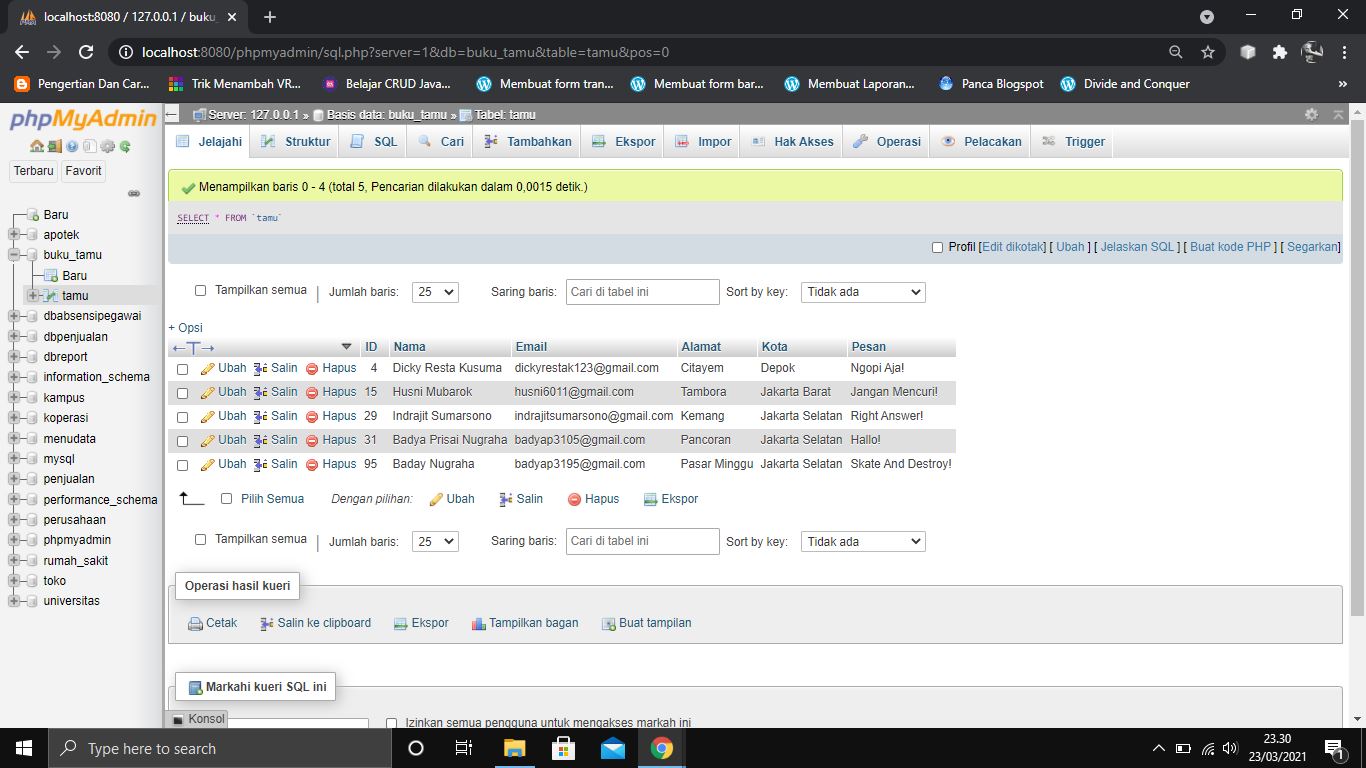 localhost:8080 / 127.0.0.1 / buku_
localhost:8080/phpmyadmin/sql.php?server=1&db=buku_tamu&table=tamu&pos=0
Pengertian Dan Car... Trik Menambah VR... Belajar CRUD Java... Membuat form tran... Membuat form bar... Membuat Laporan... Panca Blogspot Divide and Conquer »
phpMyAdmin
Terbaru Favorit
Baru
apotek
buku_tamu
Baru
tamu
dbabsensipegawai
dbpenjualan
dbreport
information_schema
kampus
koperasi
menudata
mysql
penjualan
performance_schema
perusahaan
phpmyadmin
rumah_sakit
toko
universitas
Server: 127.0.0.1 » Basis data: buku_tamu » Tabel: tamu
Jelajahi Struktur SQL Cari Tambahkan Ekspor Impor Hak Akses Operasi Pelacakan Trigger
Menampilkan baris 0 - 4 (total 5, Pencarian dilakukan dalam 0,0015 detik.)
SELECT * FROM `tamu`
Profil [Edit dikotak] [ Ubah ] [ Jelaskan SQL ] [ Buat kode PHP ] [ Segarkan]
Tampilkan semua | Jumlah baris: 25 Saring baris: Cari di tabel ini Sort by key: Tidak ada
+ Opsi
←T→ ID Nama Email Alamat Kota Pesan
Ubah Salin Hapus 4 Dicky Resta Kusuma dickyrestak123@gmail.com Citayem Depok Ngopi Aja!
Ubah Salin Hapus 15 Husni Mubarok husni6011@gmail.com Tambora Jakarta Barat Jangan Mencuri!
Ubah Salin Hapus 29 Indrajit Sumarsono indrajitsumarsono@gmail.com Kemang Jakarta Selatan Right Answer!
Ubah Salin Hapus 31 Badya Prisai Nugraha badyap3105@gmail.com Pancoran Jakarta Selatan Hallo!
Ubah Salin Hapus 95 Baday Nugraha badyap3195@gmail.com Pasar Minggu Jakarta Selatan Skate And Destroy!
Pilih Semua Dengan pilihan: Ubah Salin Hapus Ekspor
Tampilkan semua | Jumlah baris: 25 Saring baris: Cari di tabel ini Sort by key: Tidak ada
Operasi hasil kueri
Cetak Salin ke clipboard Ekspor Tampilkan bagan Buat tampilan
Markahi kueri SQL ini
Konsol
Izinkan semua pengguna untuk mengakses markah ini
Type here to search
23.30
23/03/2021
1